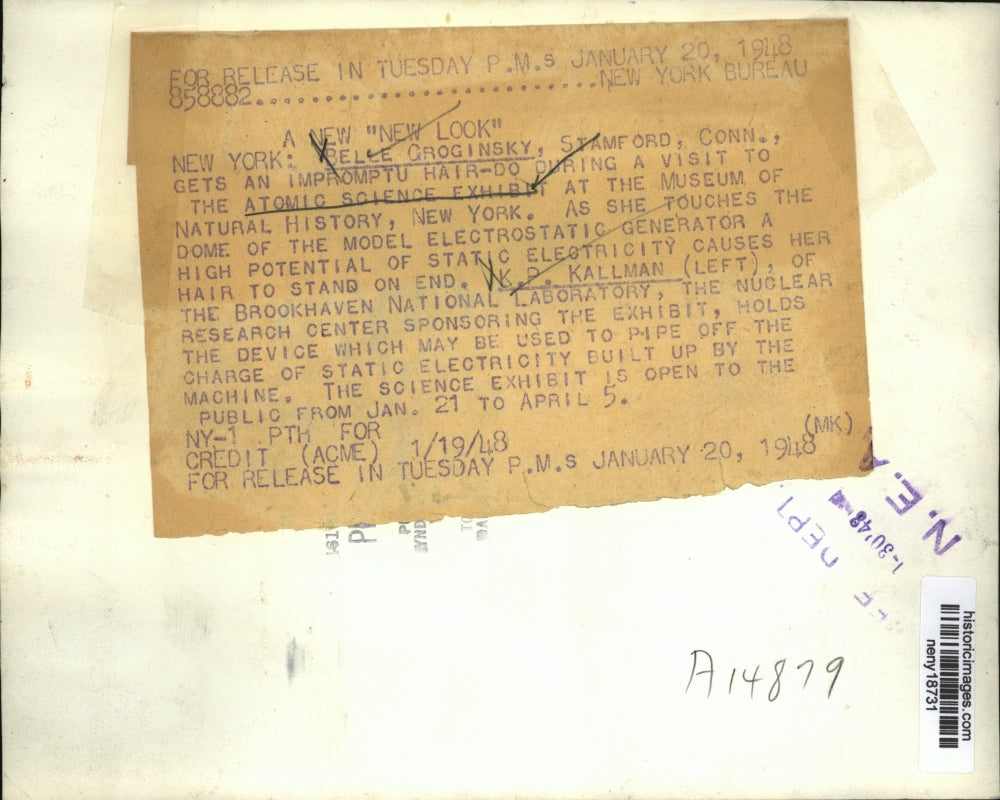 FOR RELEASE IN TUESDAY P.M.s JANUARY 20, 1948
858882..............................NEW YORK BUREAU
A NEW "NEW LOOK"
NEW YORK: BELLE GROGINSKY, STAMFORD, CONN.,
GETS AN IMPROMPTU HAIR-DO DURING A VISIT TO
THE ATOMIC SCIENCE EXHIBIT AT THE MUSEUM OF
NATURAL HISTORY, NEW YORK. AS SHE TOUCHES THE
DOME OF THE MODEL ELECTROSTATIC GENERATOR A
HIGH POTENTIAL OF STATIC ELECTRICITY CAUSES HER
HAIR TO STAND ON END. K.D. KALLMAN (LEFT), OF
THE BROOKHAVEN NATIONAL LABORATORY, THE NUCLEAR
RESEARCH CENTER SPONSORING THE EXHIBIT, HOLDS
THE DEVICE WHICH MAY BE USED TO PIPE OFF THE
CHARGE OF STATIC ELECTRICITY BUILT UP BY THE
MACHINE. THE SCIENCE EXHIBIT IS OPEN TO THE
PUBLIC FROM JAN. 21 TO APRIL 5.
NY-1 PTH FOR (MK)
CREDIT (ACME) 1/19/48
FOR RELEASE IN TUESDAY P.M.s JANUARY 20, 1948
N.E.A
1-30'48
DEPT
A14879
historicimages.com
neny18731